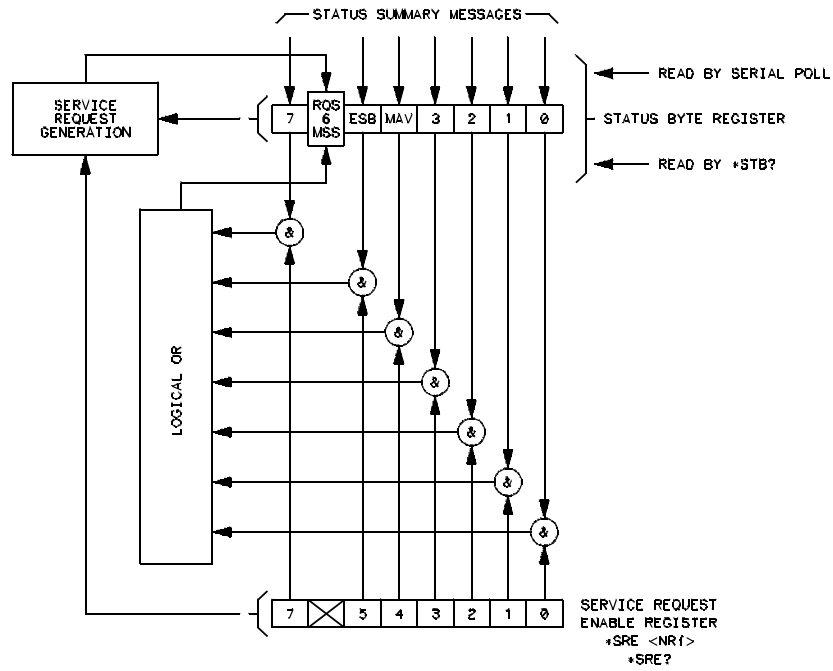 STATUS SUMMARY MESSAGES
READ BY SERIAL POLL
SERVICE
REQUEST
GENERATION
7
RQS
6
MSS
ESB
MAV
3
2
1
0
STATUS BYTE REGISTER
READ BY *STB?
&
&
&
&
&
&
&
LOGICAL OR
7
5
4
3
2
1
0
SERVICE REQUEST
ENABLE REGISTER
*SRE <NRf>
*SRE?